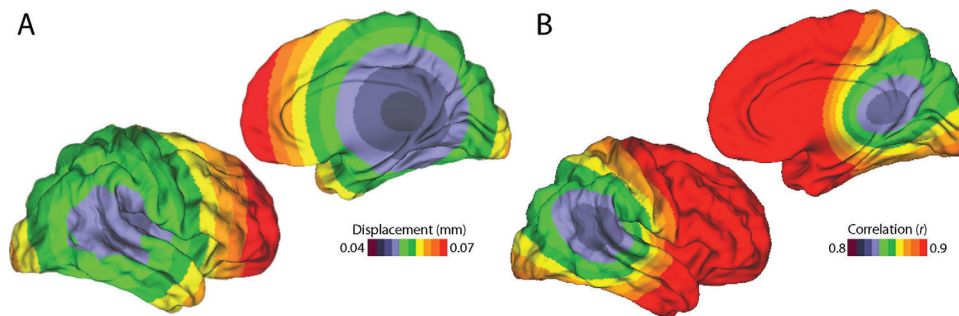 A
B
Displacement (mm)
0.04 0.07
Correlation (r)
0.8 0.9